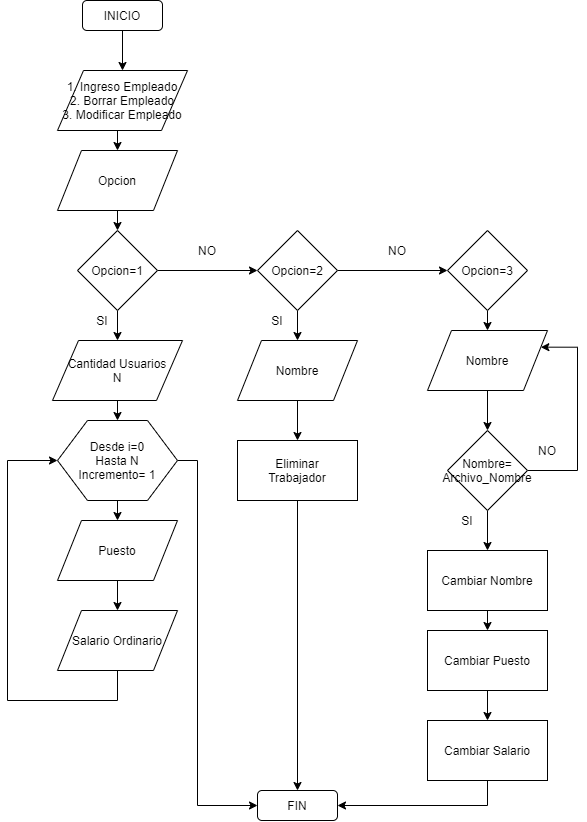 INICIO
1. Ingreso Empleado
2. Borrar Empleado
3. Modificar Empleado
Opcion
Opcion=1
NO
Opcion=2
NO
Opcion=3
SI
SI
Cantidad Usuarios
N
Nombre
Nombre
Desde i=0
Hasta N
Incremento= 1
Eliminar
Trabajador
Nombre=
Archivo_Nombre
NO
SI
Puesto
Cambiar Nombre
Salario Ordinario
Cambiar Puesto
Cambiar Salario
FIN